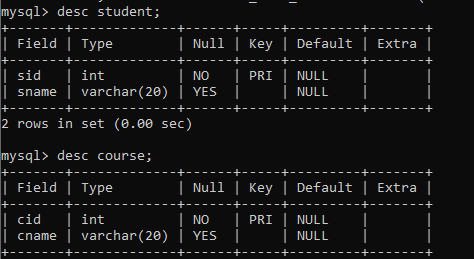 mysql> desc student;
+-------+-------------+------+-----+---------+-------+
| Field | Type        | Null | Key | Default | Extra |
+-------+-------------+------+-----+---------+-------+
| sid   | int         | NO   | PRI | NULL    |       |
| sname | varchar(20) | YES  |     | NULL    |       |
+-------+-------------+------+-----+---------+-------+
2 rows in set (0.00 sec)
mysql> desc course;
+-------+-------------+------+-----+---------+-------+
| Field | Type        | Null | Key | Default | Extra |
+-------+-------------+------+-----+---------+-------+
| cid   | int         | NO   | PRI | NULL    |       |
| cname | varchar(20) | YES  |     | NULL    |       |
+-------+-------------+------+-----+---------+-------+